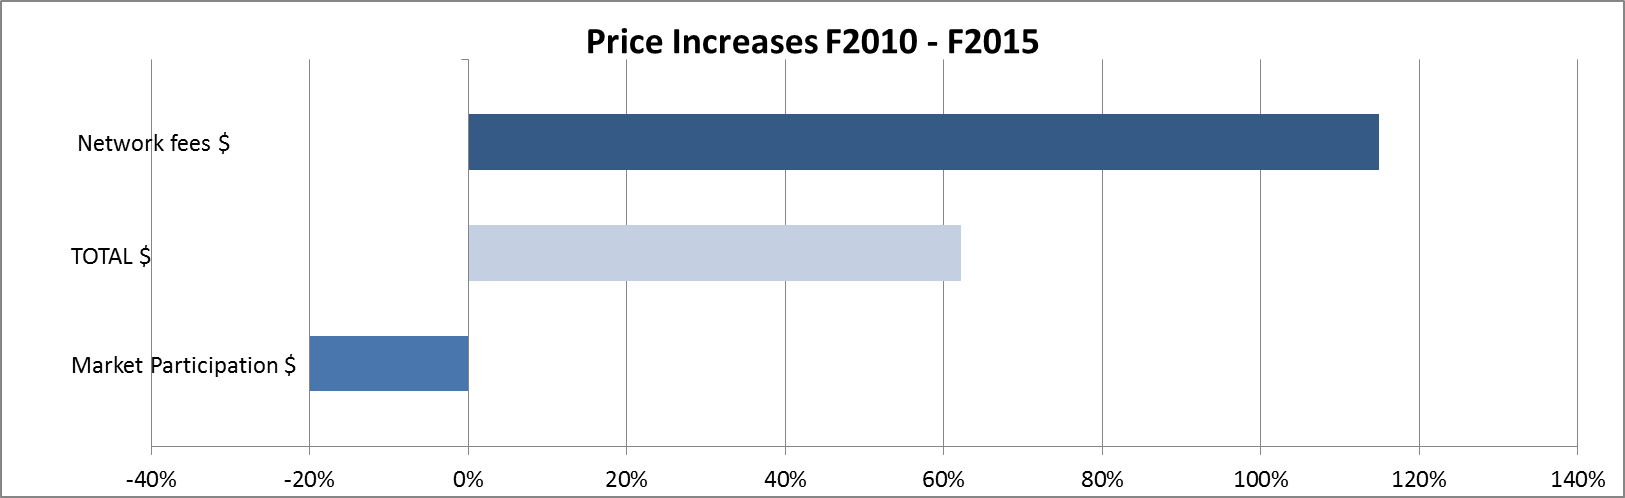 Price Increases F2010 - F2015
Network fees $
TOTAL $
Market Participation $
-40% -20% 0% 20% 40% 60% 80% 100% 120% 140%